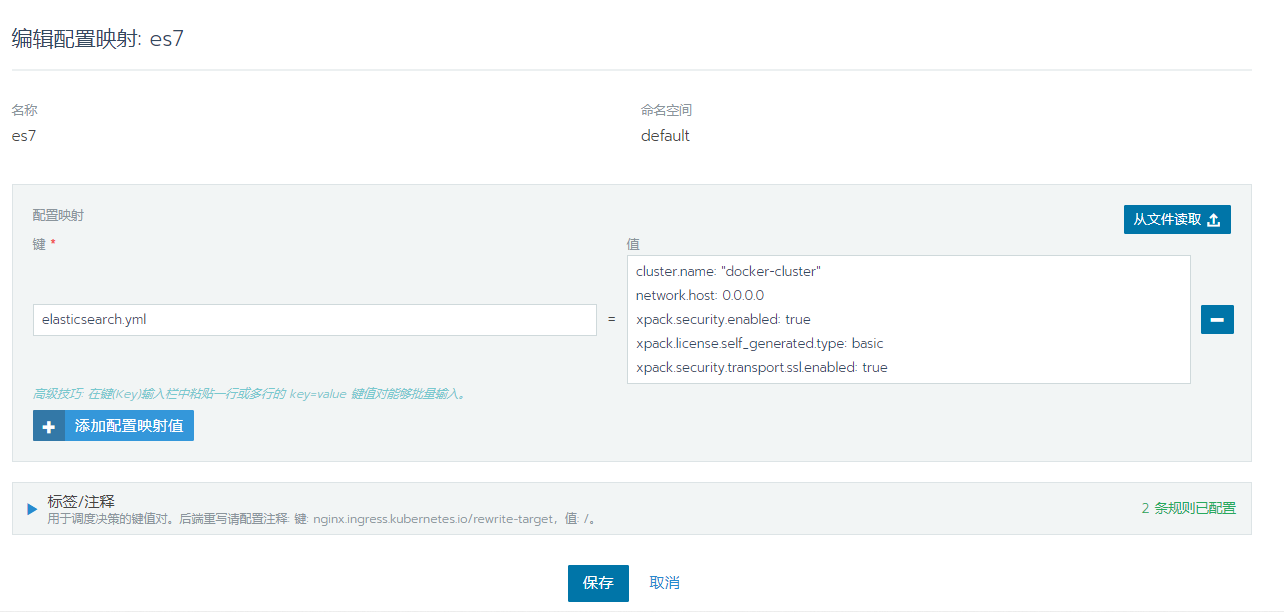 编辑配置映射: es7
名称
命名空间
es7
default
配置映射
从文件读取
键 *
值
elasticsearch.yml
=
cluster.name: "docker-cluster"
network.host: 0.0.0.0
xpack.security.enabled: true
xpack.license.self_generated.type: basic
xpack.security.transport.ssl.enabled: true
高级技巧: 在键(Key)输入栏中粘贴一行或多行的 key=value 键值对能够批量输入。
添加配置映射值
标签/注释
用于调度决策的键值对。后端重写请配置注释: 键: nginx.ingress.kubernetes.io/rewrite-target，值: /。
2 条规则已配置
保存
取消